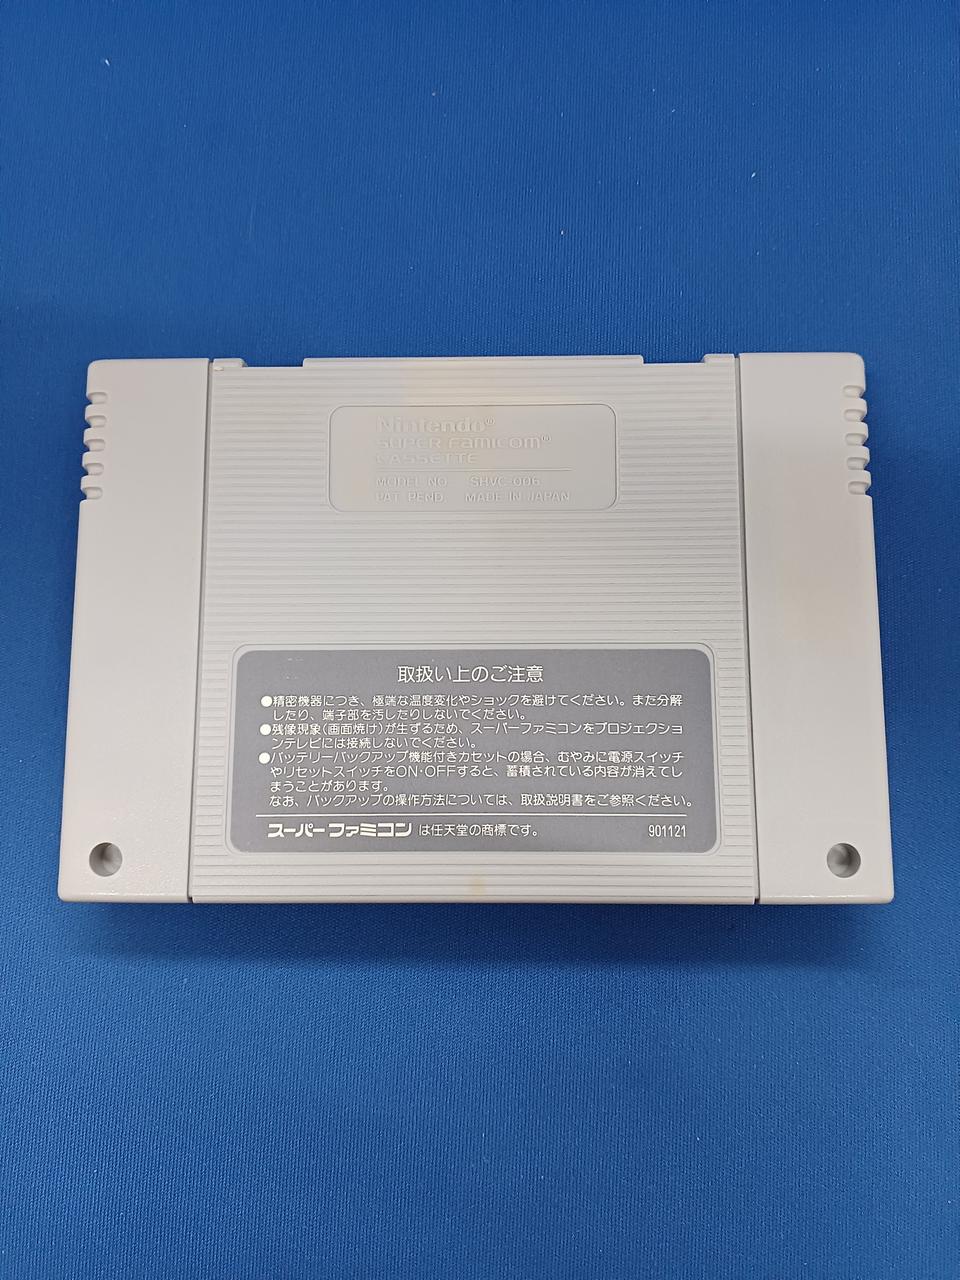 Nintendo®
SUPER FAMICOM®
CASSETTE
MODEL NO. SHVC-006
PAT. PEND. MADE IN JAPAN
取扱い上のご注意
●精密機器につき、極端な温度変化やショックを避けてください。また分解
したり、端子部を汚したりしないでください。
●残像現象(画面焼け)が生ずるため、スーパーファミコンをプロジェクショ
ンテレビには接続しないでください。
●バッテリーバックアップ機能付きカセットの場合、むやみに電源スイッチ
やリセットスイッチをON・OFFすると、蓄積されている内容が消えてし
まうことがあります。
なお、バックアップの操作方法については、取扱説明書をご参照ください。
スーパーファミコン は任天堂の商標です。 901121